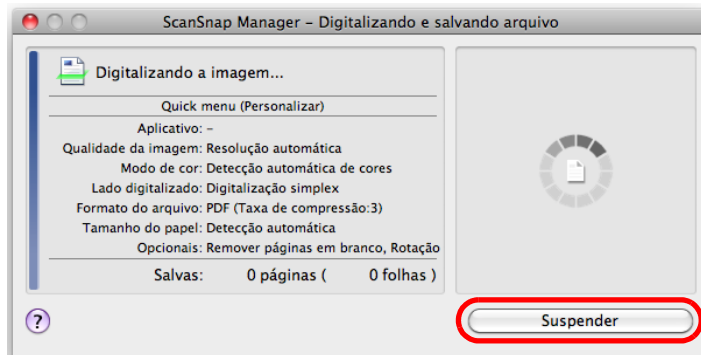 ScanSnap Manager – Digitalizando e salvando arquivo
Digitalizando a imagem...
Quick menu (Personalizar)
Aplicativo: –
Qualidade da imagem: Resolução automática
Modo de cor: Detecção automática de cores
Lado digitalizado: Digitalização simplex
Formato do arquivo: PDF (Taxa de compressão:3)
Tamanho do papel: Detecção automática
Opcionais: Remover páginas em branco, Rotação
Salvas: 0 páginas ( 0 folhas )
?
Suspender